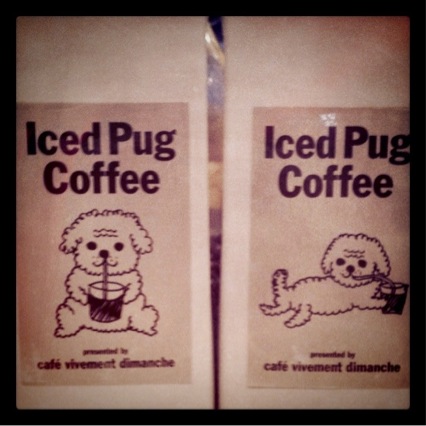 Iced Pug
Coffee
presented by
café vivement dimanche
Iced Pug
Coffee
presented by
café vivement dimanche